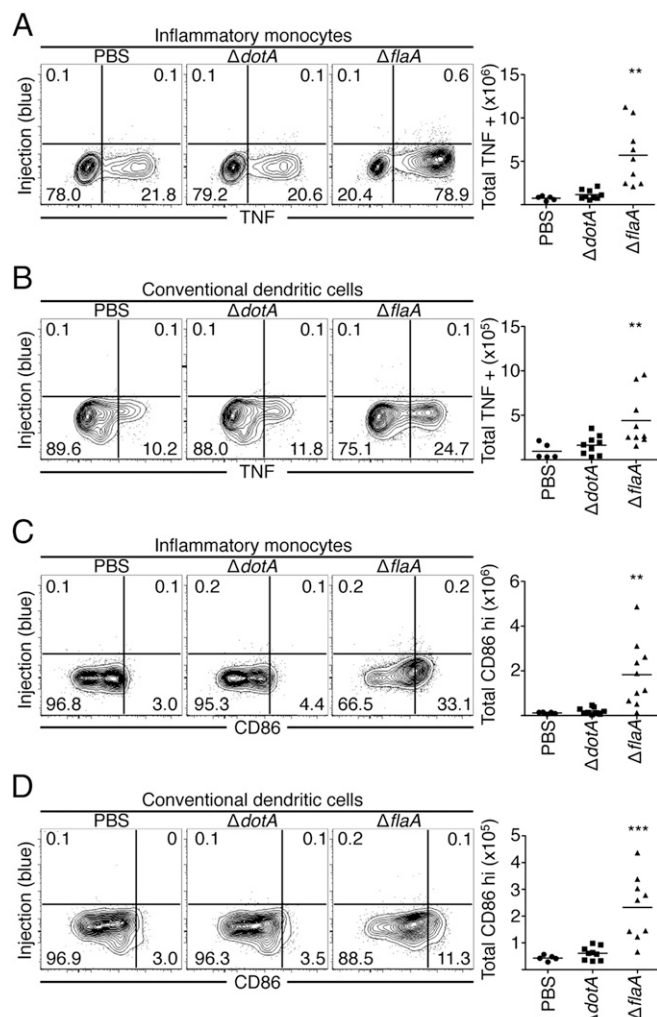 A
Inflammatory monocytes
PBS ΔdotA ΔflaA
Injection (blue)
0.1 0.1 0.1 0.1 0.1 0.6
78.0 21.8 79.2 20.6 20.4 78.9
TNF TNF TNF
Total TNF + (x10⁶)
15
10
5
**
PBS
ΔdotA
ΔflaA
B
Conventional dendritic cells
PBS ΔdotA ΔflaA
Injection (blue)
0.1 0.1 0.1 0.1 0.1 0.1
89.6 10.2 88.0 11.8 75.1 24.7
TNF TNF TNF
Total TNF + (x10⁵)
15
10
5
**
PBS
ΔdotA
ΔflaA
C
Inflammatory monocytes
PBS ΔdotA ΔflaA
Injection (blue)
0.1 0.1 0.2 0.1 0.2 0.2
96.8 3.0 95.3 4.4 66.5 33.1
CD86 CD86
Total CD86 hi (x10⁶)
6
4
2
**
PBS
ΔdotA
ΔflaA
D
Conventional dendritic cells
PBS ΔdotA ΔflaA
Injection (blue)
0.1 0 0.1 0.1 0.2 0.1
96.9 3.0 96.3 3.5 88.5 11.3
CD86 CD86
Total CD86 hi (x10⁵)
5
4
3
2
1
***
PBS
ΔdotA
ΔflaA